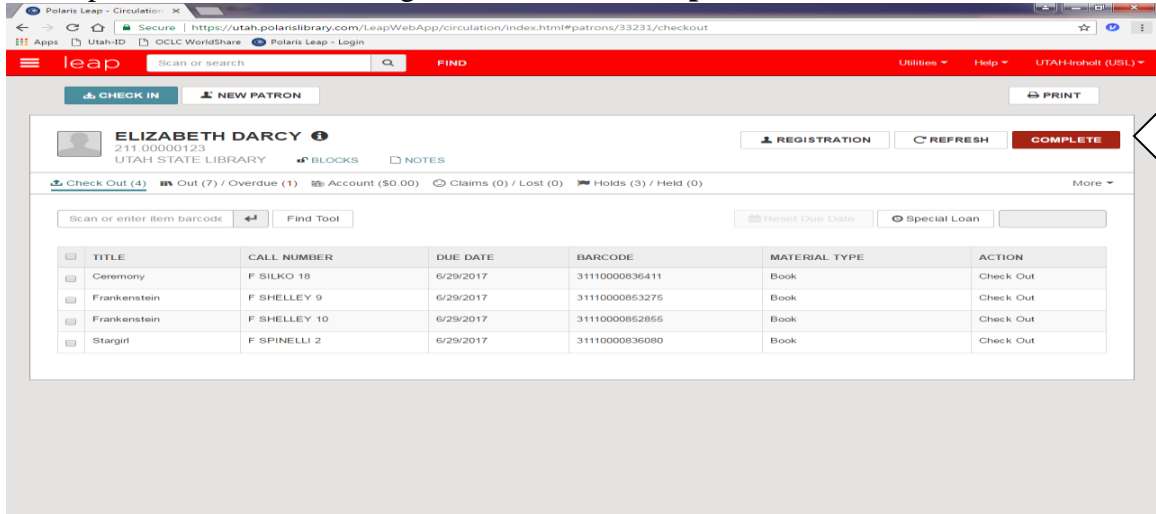 Polaris Leap - Circulation
Secure | https://utah.polarislibrary.com/LeapWebApp/circulation/index.html#patrons/33231/checkout
Apps Utah-ID OCLC WorldShare Polaris Leap - Login
leap Scan or search FIND Utilities Help UTAH-lroholt (USL)
CHECK IN NEW PATRON PRINT
ELIZABETH DARCY
211.00000123
UTAH STATE LIBRARY BLOCKS NOTES
REGISTRATION REFRESH COMPLETE
Check Out (4) Out (7) / Overdue (1) Account ($0.00) Claims (0) / Lost (0) Holds (3) / Held (0) More
Scan or enter item barcode Find Tool Reset Due Date Special Loan
TITLE CALL NUMBER DUE DATE BARCODE MATERIAL TYPE ACTION
Ceremony F SILKO 18 6/29/2017 31110000836411 Book Check Out
Frankenstein F SHELLEY 9 6/29/2017 31110000853275 Book Check Out
Frankenstein F SHELLEY 10 6/29/2017 31110000852855 Book Check Out
Stargirl F SPINELLI 2 6/29/2017 31110000836080 Book Check Out